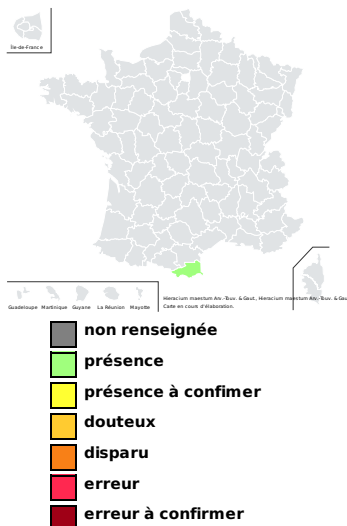 Île-de-France
Guadeloupe Martinique Guyane La Réunion Mayotte
Hieracium maestum Arv.-Touv. & Gaut., Hieracium maestum Arv.-Touv. & Gau
Carte en cours d'élaboration.
non renseignée
présence
présence à confimer
douteux
disparu
erreur
erreur à confirmer